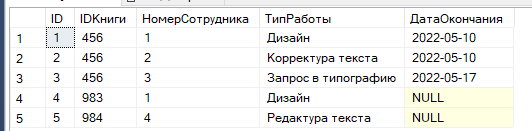 ID IDКниги НомерСотрудника ТипРаботы ДатаОкончания
1 1 456 1 Дизайн 2022-05-10
2 2 456 2 Корректура текста 2022-05-10
3 3 456 3 Запрос в типографию 2022-05-17
4 4 983 1 Дизайн NULL
5 5 984 4 Редактура текста NULL